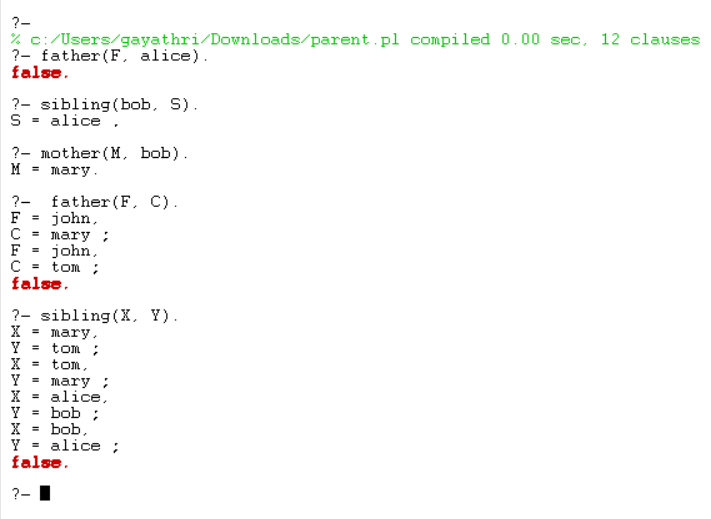 ?-
% c:/Users/gayathri/Downloads/parent.pl compiled 0.00 sec, 12 clauses
?- father(F, alice).
false.
?- sibling(bob, S).
S = alice .
?- mother(M, bob).
M = mary.
?-  father(F, C).
F = john,
C = mary ;
F = john,
C = tom ;
false.
?- sibling(X, Y).
X = mary,
Y = tom ;
X = tom,
Y = mary ;
X = alice,
Y = bob ;
X = bob,
Y = alice ;
false.
?-